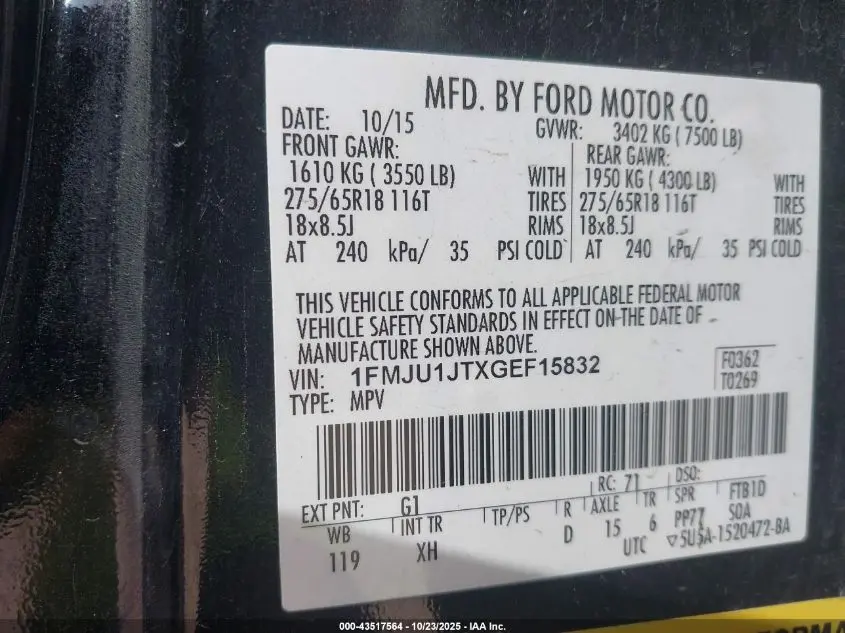 MFD. BY FORD MOTOR CO.
DATE: 10/15 GVWR: 3402 KG ( 7500 LB)
FRONT GAWR: REAR GAWR:
1610 KG ( 3550 LB) WITH 1950 KG ( 4300 LB) WITH
275/65R18 116T TIRES 275/65R18 116T TIRES
18x8.5J RIMS 18x8.5J RIMS
AT 240 kPa/ 35 PSI COLD AT 240 kPa/ 35 PSI COLD
THIS VEHICLE CONFORMS TO ALL APPLICABLE FEDERAL MOTOR
VEHICLE SAFETY STANDARDS IN EFFECT ON THE DATE OF
MANUFACTURE SHOWN ABOVE.
VIN: 1FMJU1JTXGEF15832 F0362
TYPE: MPV T0269
RC: 71 DSO:
EXT PNT: G1 FTB1D
WB INT TR TP/PS R AXLE TR SPR SOA
119 XH D 15 6 PP77
UTC ▽5U5A-1520472-BA
000-43517564 • 10/23/2025 • IAA Inc.